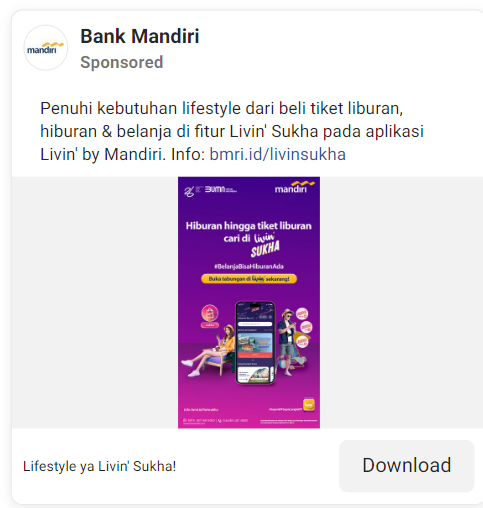 mandiri
Bank Mandiri
Sponsored
Penuhi kebutuhan lifestyle dari beli tiket liburan,
hiburan & belanja di fitur Livin' Sukha pada aplikasi
Livin' by Mandiri. Info: bmri.id/livinsukha
BUMN
mandiri
Hiburan hingga tiket liburan
cari di livin' SUKHA
#BelanjaBisaHiburanAda
Buka tabungan di livin' sekarang!
Lifestyle ya Livin' Sukha!
Download